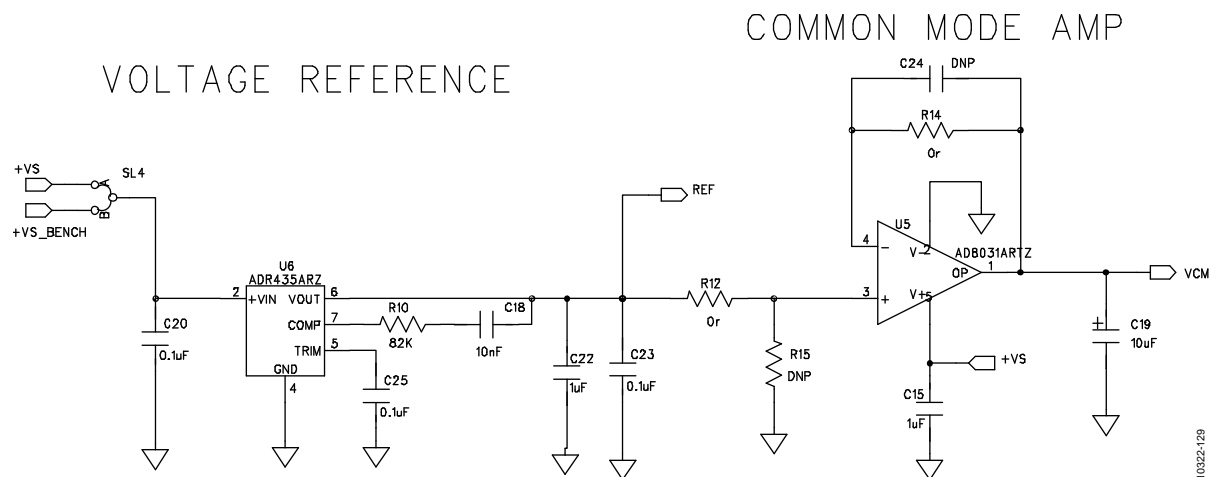 COMMON MODE AMP
VOLTAGE REFERENCE
C24 DNP
R14
0r
+VS
SL4
A
B
+VS_BENCH
REF
U5
4
-
V-
2
AD8031ARTZ
OP
1
VCM
3
+
V+
5
U6
ADR435ARZ
2
+VIN
VOUT
6
COMP
7
TRIM
5
GND
4
R10
82K
C18
10nF
R12
0r
C20
0.1uF
C25
0.1uF
C22
1uF
C23
0.1uF
R15
DNP
+VS
C15
1uF
+
C19
10uF
10322-129